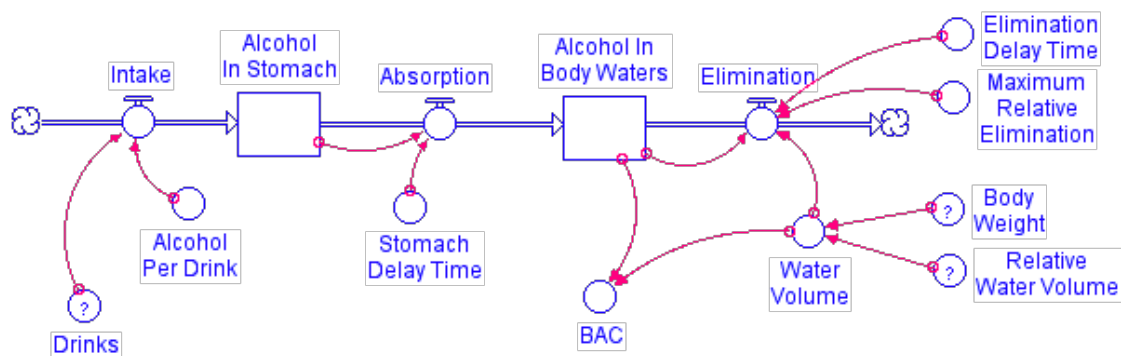 Intake
Alcohol
In Stomach
Absorption
Alcohol In
Body Waters
Elimination
Elimination
Delay Time
Maximum
Relative
Elimination
Alcohol
Per Drink
Stomach
Delay Time
Water
Volume
?
Body
Weight
?
Relative
Water Volume
?
Drinks
BAC